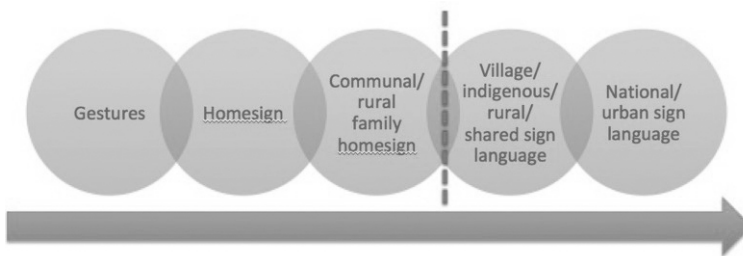 Gestures
Homesign
Communal/
rural
family
homesign
Village/
indigenous/
rural/
shared sign
language
National/
urban sign
language